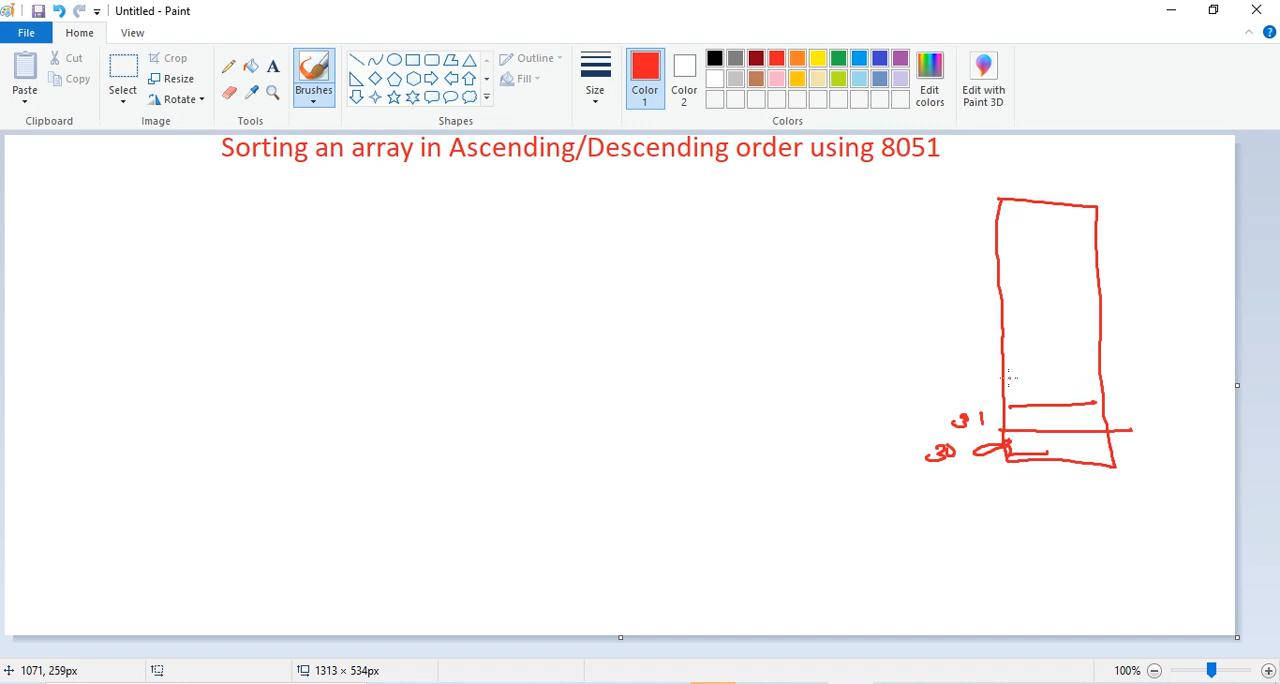 Untitled - Paint
File Home View
Cut
Copy
Paste
Clipboard
Crop
Resize
Rotate
Select
Image
A
Tools
Brushes
Outline
Fill
Shapes
Size
Color 1
Color 2
Edit colors
Edit with Paint 3D
Colors
Sorting an array in Ascending/Descending order using 8051
31
30
1071, 259px
1313 × 534px
100%